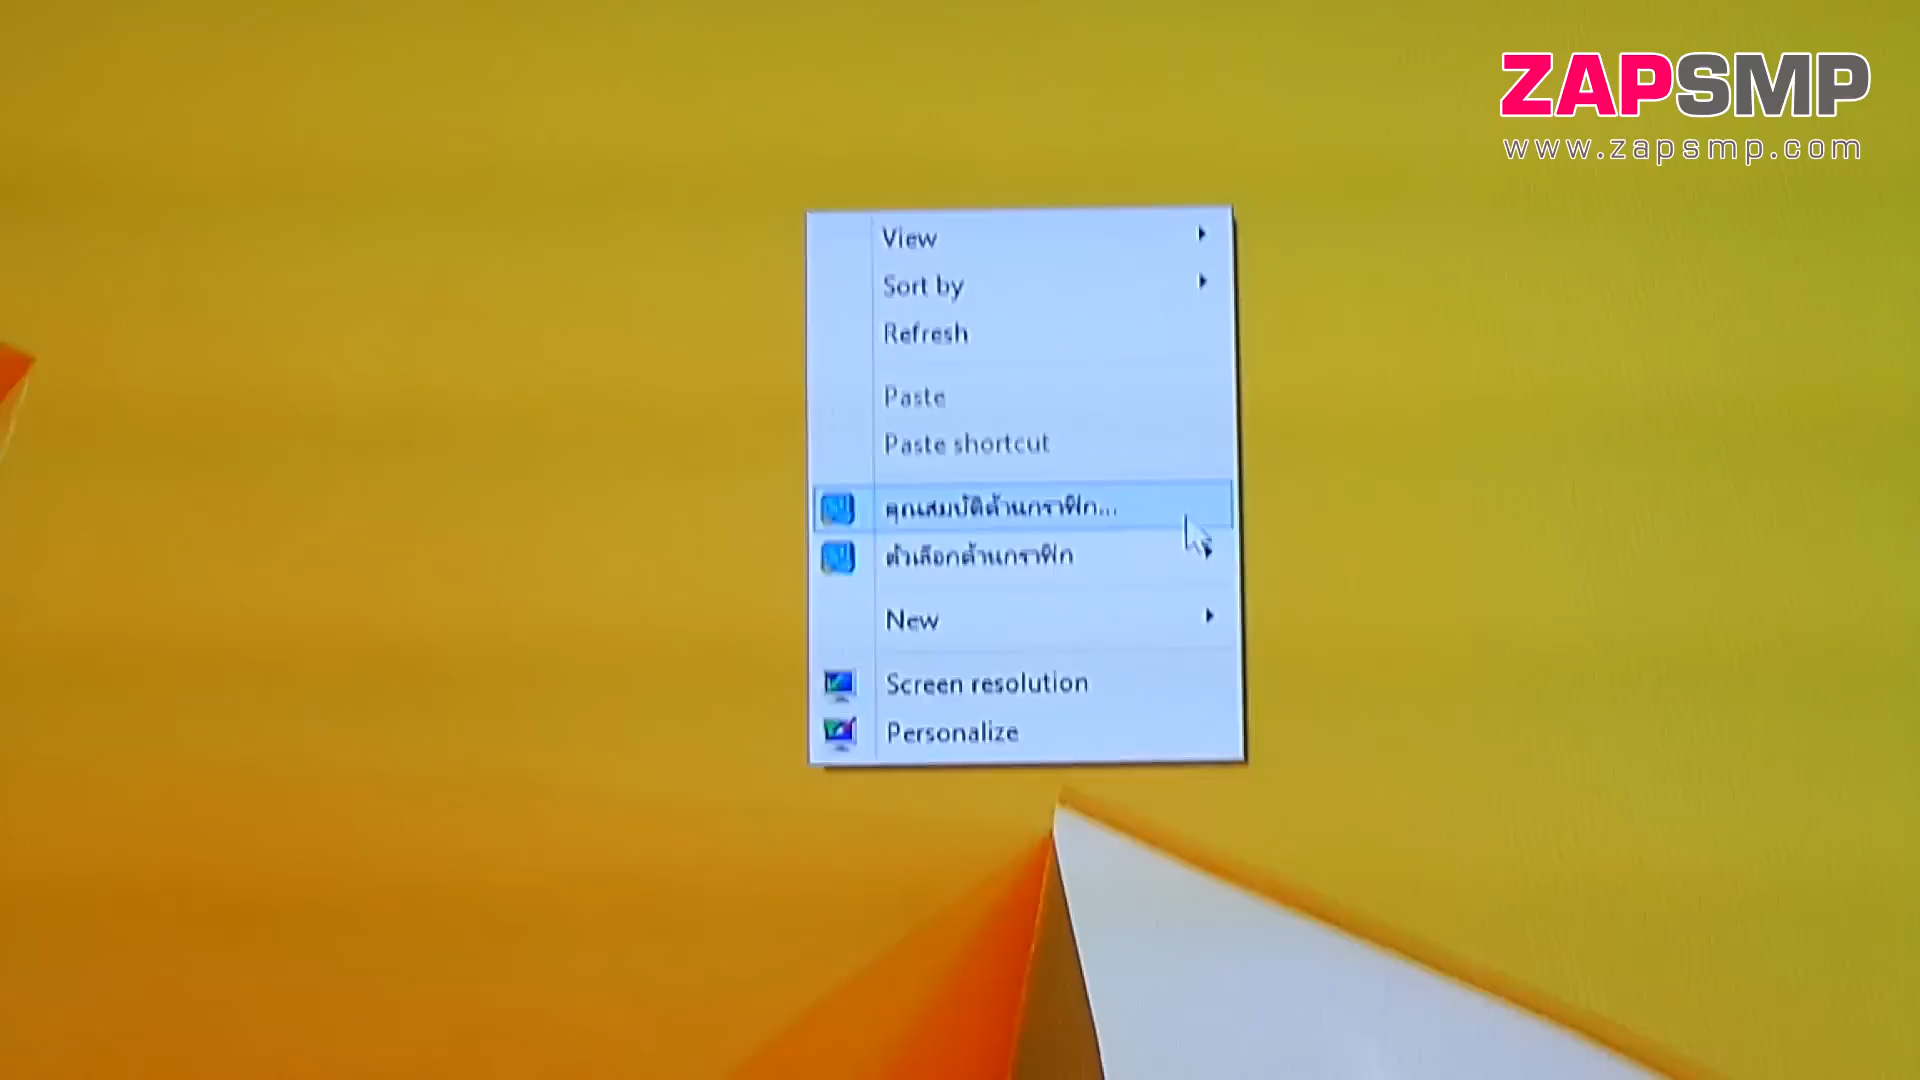 ZAPSMP
www.zapsmp.com
View
Sort by
Refresh
Paste
Paste shortcut
คุณสมบัติด้านกราฟิก...
ตัวเลือกด้านกราฟิก
New
Screen resolution
Personalize